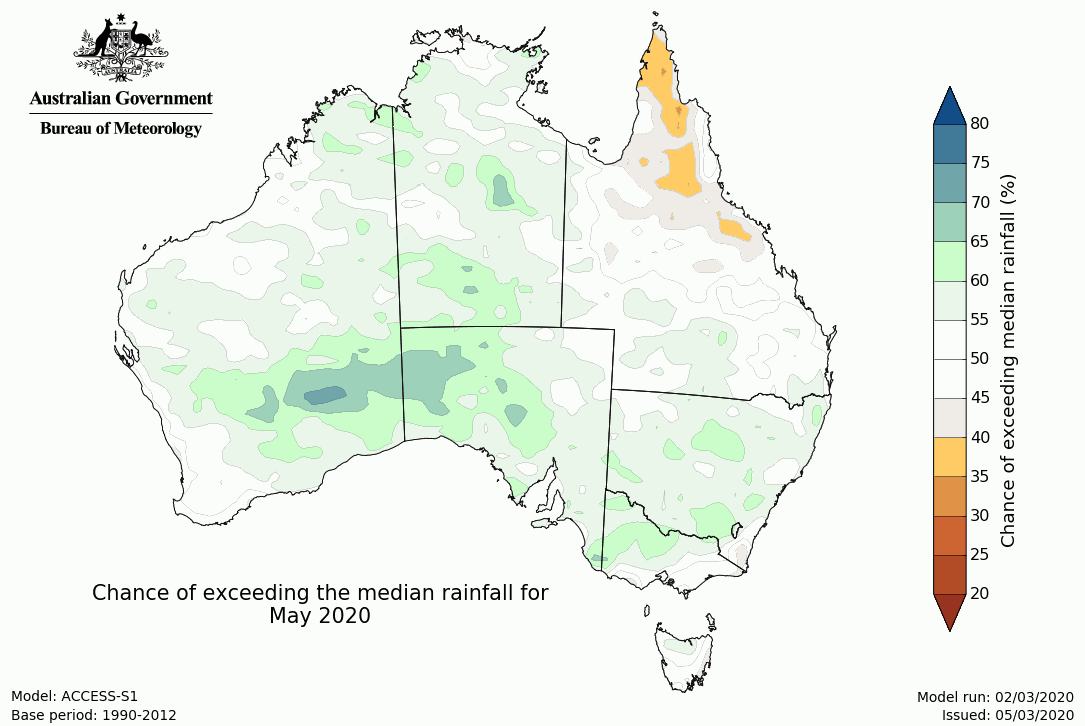 AUSTRALIA
Australian Government
Bureau of Meteorology
80
75
70
65
60
55
50
45
40
35
30
25
20
Chance of exceeding median rainfall (%)
Chance of exceeding the median rainfall for
May 2020
Model: ACCESS-S1
Base period: 1990-2012
Model run: 02/03/2020
Issued: 05/03/2020